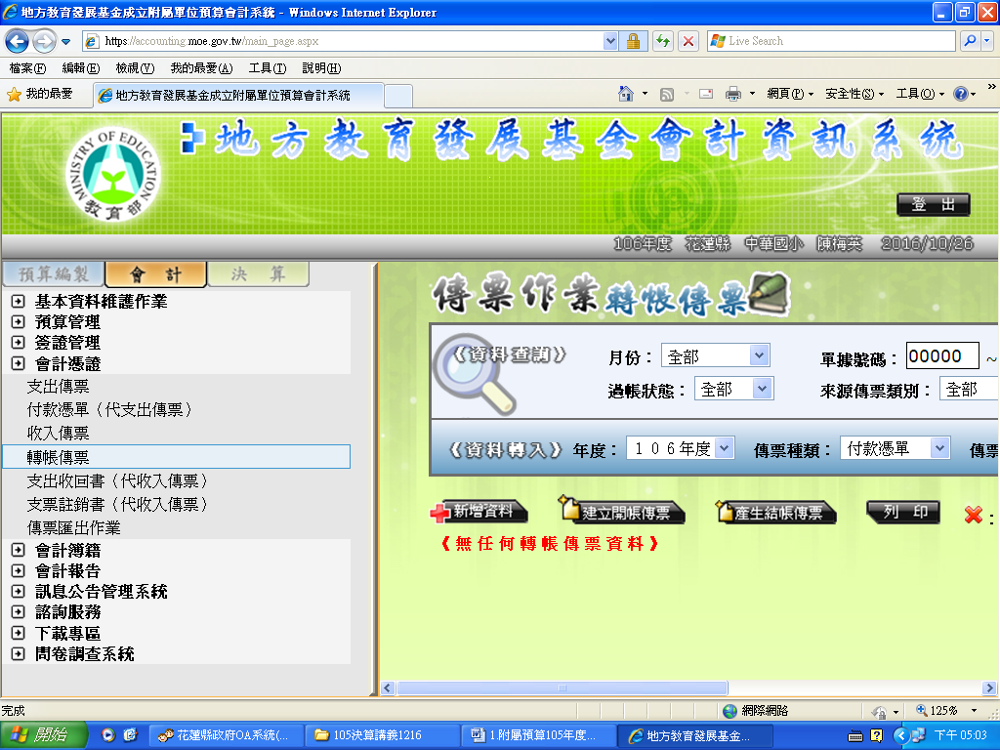 地方教育發展基金成立附屬單位預算會計系統 - Windows Internet Explorer
https://accounting.moe.gov.tw/main_page.aspx
Live Search
檔案(F) 編輯(E) 檢視(V) 我的最愛(A) 工具(T) 說明(H)
我的最愛 地方教育發展基金成立附屬單位預算會計系統 網頁(P) 安全性(S) 工具(O) »
MINISTRY OF EDUCATION
教育部
地方教育發展基金會計資訊系統
登 出
106年度 花蓮縣 中華國小 陳梅英 2016/10/26
預算編製 會 計 決 算
基本資料維護作業
預算管理
簽證管理
會計憑證
支出傳票
付款憑單（代支出傳票）
收入傳票
轉帳傳票
支出收回書（代收入傳票）
支票註銷書（代收入傳票）
傳票匯出作業
會計簿籍
會計報告
訊息公告管理系統
諮詢服務
下載專區
問卷調查系統
傳票作業 轉帳傳票
《資料查詢》 月份： 全部 單據號碼： 00000 ~
過帳狀態： 全部 來源傳票類別： 全部
《資料轉入》 年度： １０６年度 傳票種類： 付款憑單 傳票
新增資料 建立開帳傳票 產生結帳傳票 列 印 ：
《無任何轉帳傳票資料》
完成 網際網路 125%
開始 花蓮縣政府OA系統(... 105決算講義1216 1 附屬預算105年度... 地方教育發展基金... 下午 05:03